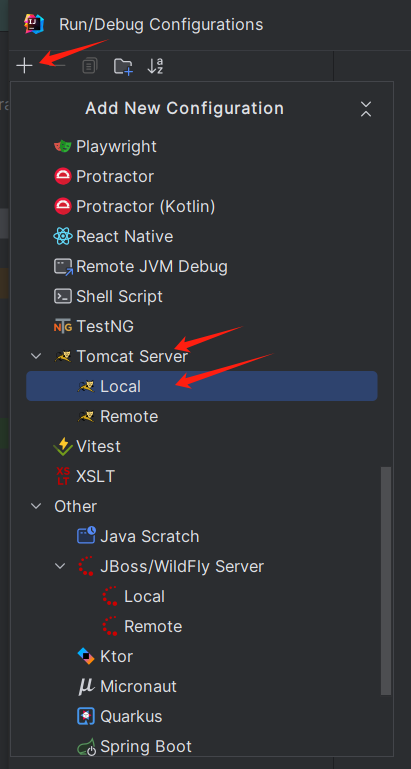 Run/Debug Configurations
Add New Configuration
Playwright
Protractor
Protractor (Kotlin)
React Native
Remote JVM Debug
Shell Script
TestNG
Tomcat Server
Local
Remote
Vitest
XSLT
Other
Java Scratch
JBoss/WildFly Server
Local
Remote
Ktor
Micronaut
Quarkus
Spring Boot